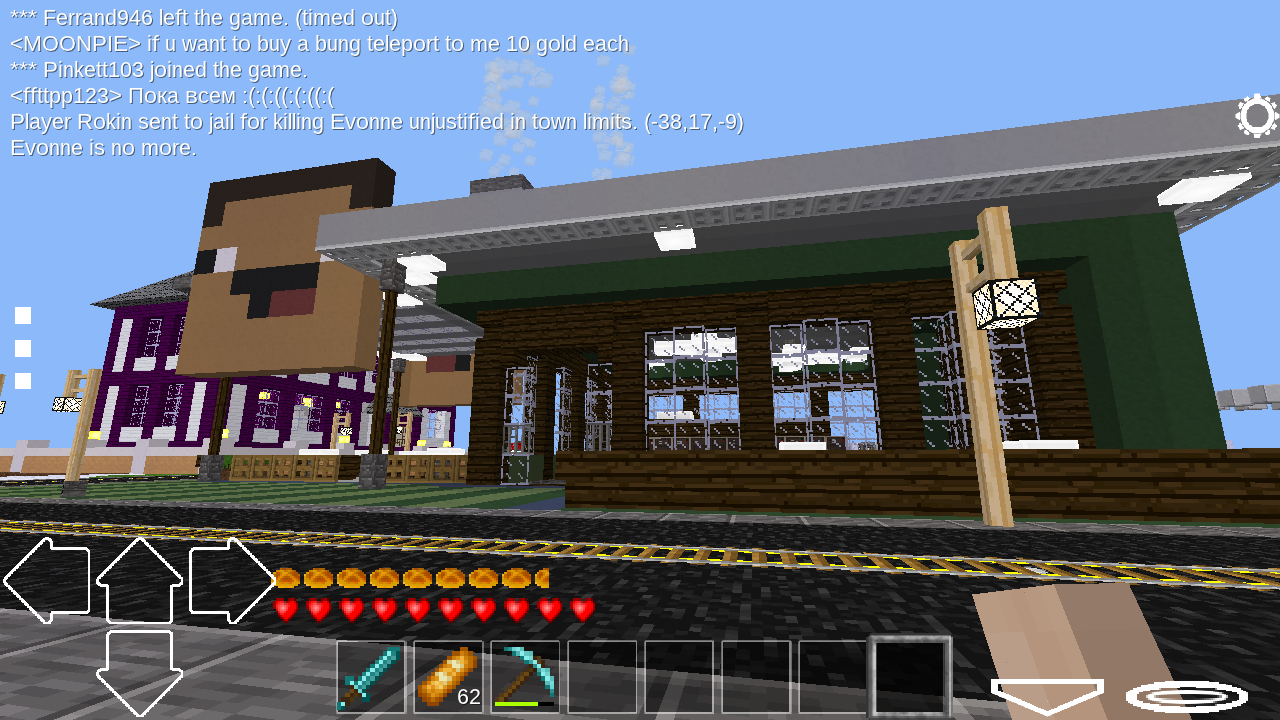 *** Ferrand946 left the game. (timed out)
<MOONPIE> if u want to buy a bung teleport to me 10 gold each
*** Pinkett103 joined the game.
<ffttpp123> Пока всем :(:(:((:(:((:(
Player Rokin sent to jail for killing Evonne unjustified in town limits. (-38,17,-9)
Evonne is no more.
62